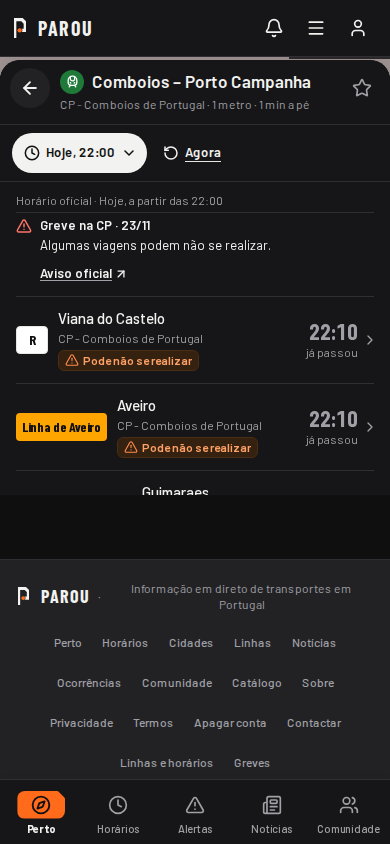 PAROU
Comboios – Porto Campanha
CP - Comboios de Portugal · 1 metro · 1 min a pé
Hoje, 22:00
Agora
Horário oficial · Hoje, a partir das 22:00
Greve na CP · 23/11
Algumas viagens podem não se realizar.
Aviso oficial
R
Viana do Castelo
CP - Comboios de Portugal
Pode não se realizar
22:10
já passou
Linha de Aveiro
Aveiro
CP - Comboios de Portugal
Pode não se realizar
22:10
já passou
Guimaraes
PAROU · Informação em direto de transportes em
Portugal
Perto Horários Cidades Linhas Notícias
Ocorrências Comunidade Catálogo Sobre
Privacidade Termos Apagar conta Contactar
Linhas e horários Greves
Perto Horários Alertas Notícias Comunidade